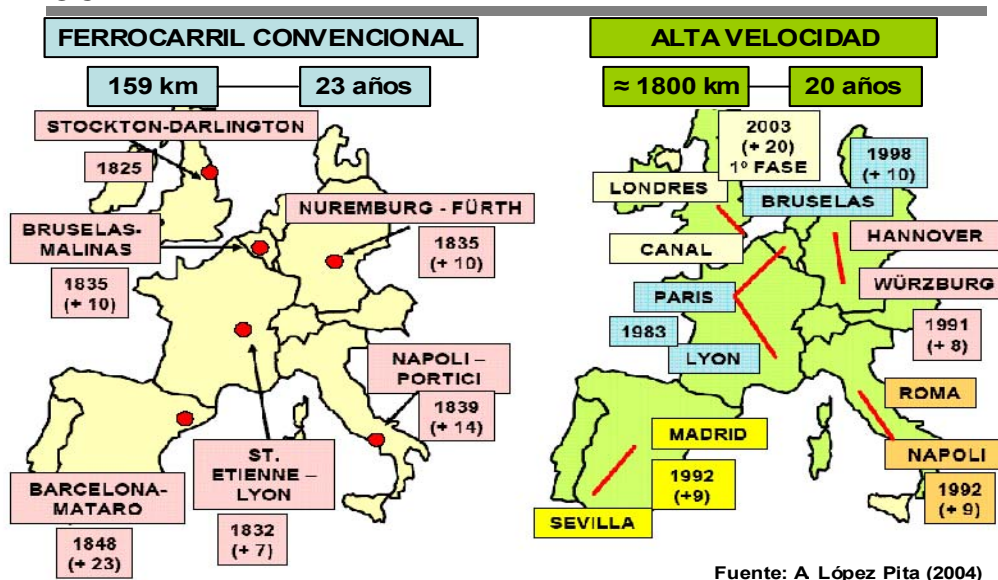 FERROCARRIL CONVENCIONAL
159 km
23 años
STOCKTON-DARLINGTON
1825
BRUSELAS-
MALINAS
1835
(+ 10)
NUREMBURG - FÜRTH
1835
(+ 10)
NAPOLI –
PORTICI
1839
(+ 14)
ST.
ETIENNE –
LYON
1832
(+ 7)
BARCELONA-
MATARO
1848
(+ 23)
ALTA VELOCIDAD
≈ 1800 km
20 años
2003
(+ 20)
1º FASE
1998
(+ 10)
LONDRES
BRUSELAS
CANAL
HANNOVER
WÜRZBURG
1991
(+ 8)
PARIS
1983
LYON
ROMA
NAPOLI
1992
(+ 9)
MADRID
1992
(+9)
SEVILLA
Fuente: A López Pita (2004)